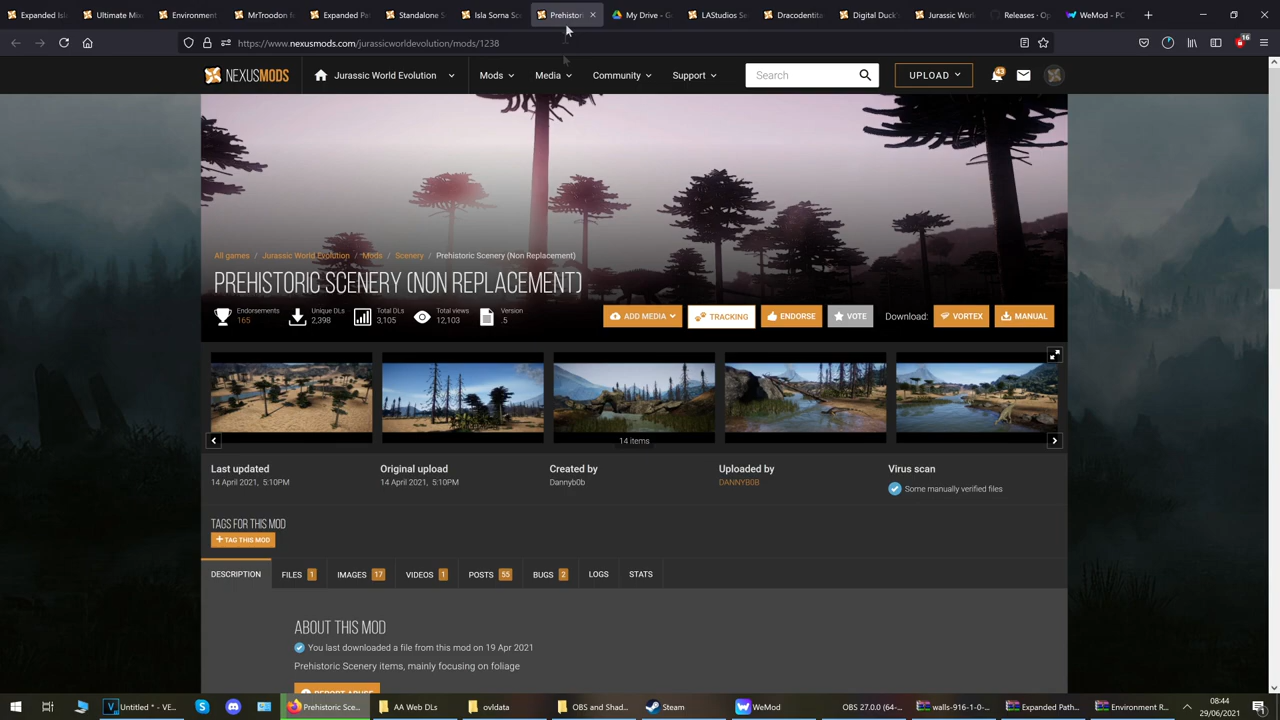 Expanded Isl
Ultimate Mix
Environment
MrTroodon f
Expanded P
Standalone S
Isla Sorna Sc
Prehistori
My Drive - G
LAStudios Se
Dracodentita
Digital Duck'
Jurassic Worl
Releases · Op
WeMod - PC
https://www.nexusmods.com/jurassicworldevolution/mods/1238
16
NEXUSMODS
Jurassic World Evolution
Mods
Media
Community
Support
Search
UPLOAD
43
All games / Jurassic World Evolution / Mods / Scenery / Prehistoric Scenery (Non Replacement)
PREHISTORIC SCENERY (NON REPLACEMENT)
Endorsements
165
Unique DLs
2,398
Total DLs
3,105
Total views
12,103
Version
.5
ADD MEDIA
TRACKING
ENDORSE
VOTE
Download:
VORTEX
MANUAL
14 items
Last updated
14 April 2021, 5:10PM
Original upload
14 April 2021, 5:10PM
Created by
Dannyb0b
Uploaded by
DANNYB0B
Virus scan
Some manually verified files
TAGS FOR THIS MOD
+ TAG THIS MOD
DESCRIPTION
FILES 1
IMAGES 17
VIDEOS 1
POSTS 55
BUGS 2
LOGS
STATS
ABOUT THIS MOD
You last downloaded a file from this mod on 19 Apr 2021
Prehistoric Scenery items, mainly focusing on foliage
REPORT ABUSE
Untitled * - VE...
Prehistoric Sce...
AA Web DLs
ovldata
OBS and Shad...
Steam
WeMod
OBS 27.0.0 (64-...
walls-916-1-0-...
Expanded Path...
Environment R...
08:44
29/06/2021
1